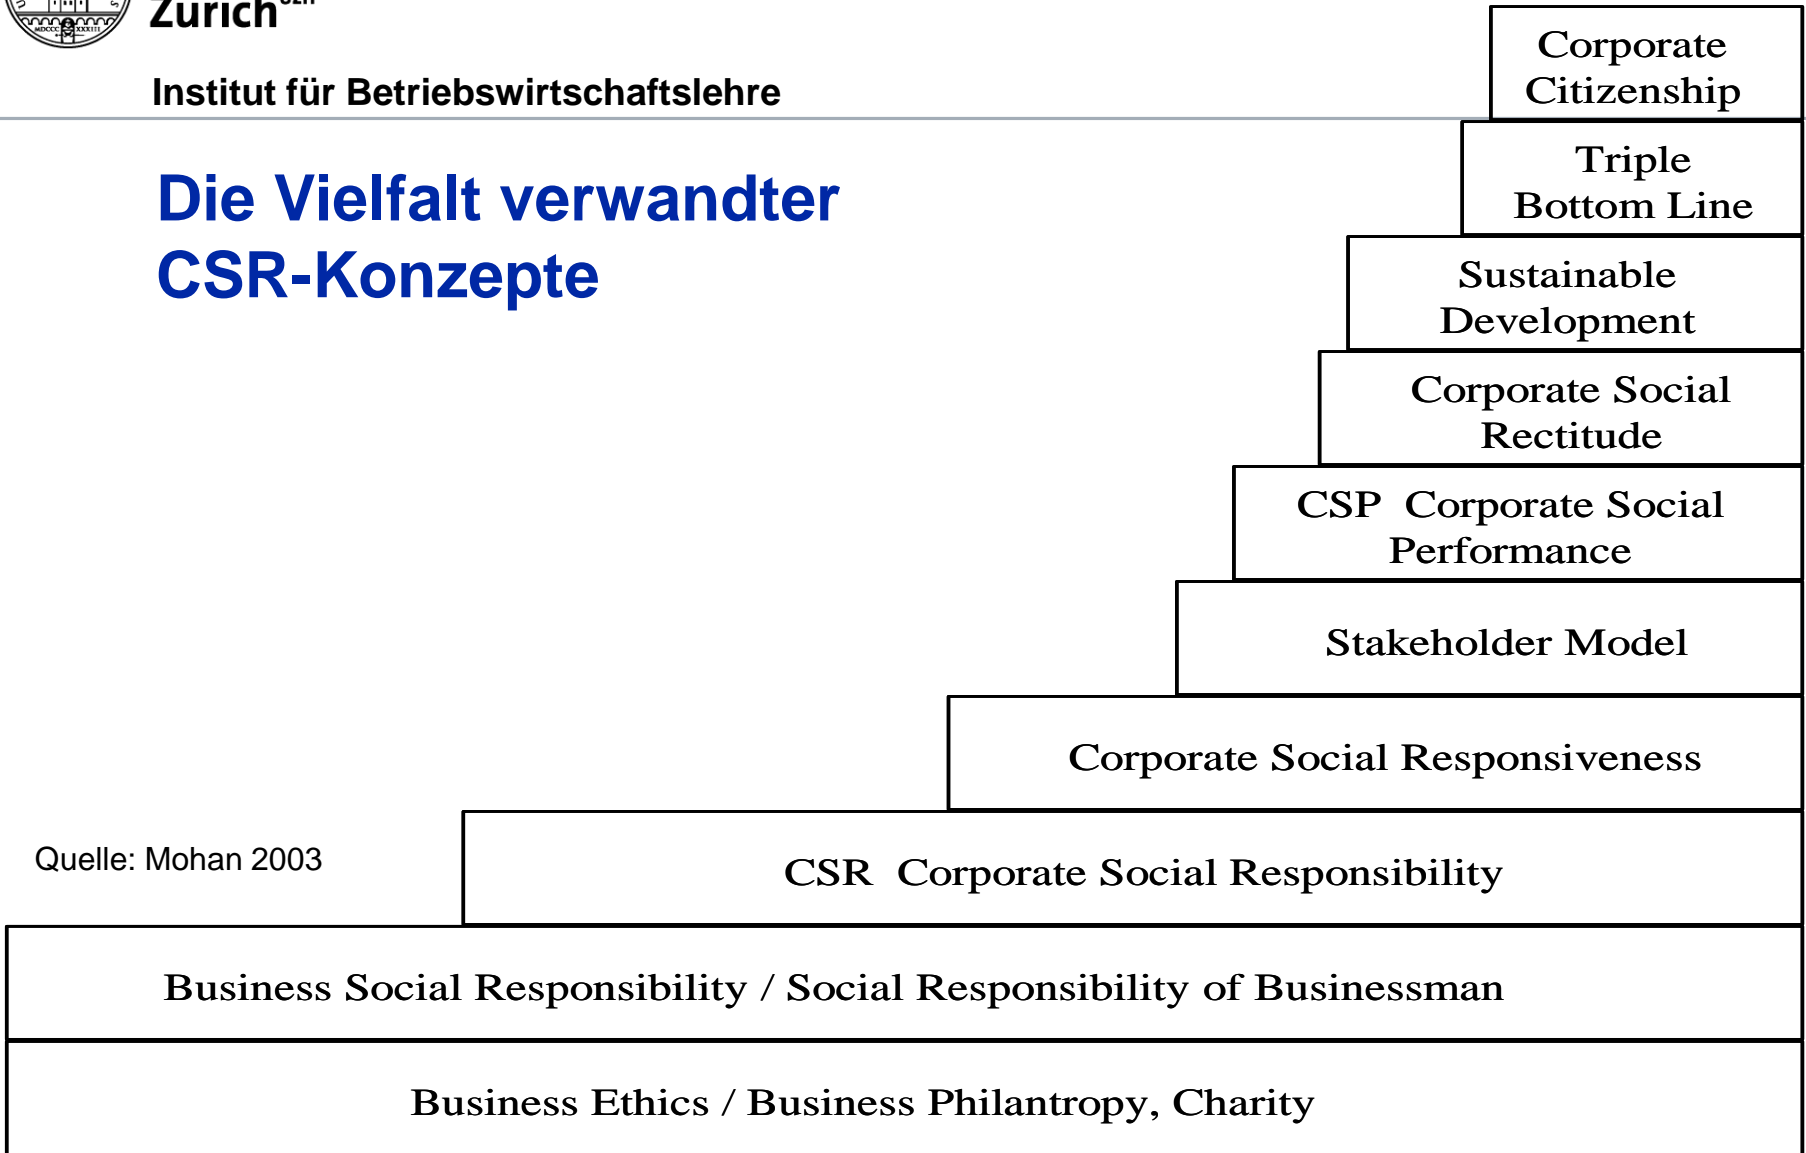 Zürich
Institut für Betriebswirtschaftslehre
Die Vielfalt verwandter
CSR-Konzepte
Corporate
Citizenship
Triple
Bottom Line
Sustainable
Development
Corporate Social
Rectitude
CSP Corporate Social
Performance
Stakeholder Model
Corporate Social Responsiveness
Quelle: Mohan 2003
CSR Corporate Social Responsibility
Business Social Responsibility / Social Responsibility of Businessman
Business Ethics / Business Philantropy, Charity